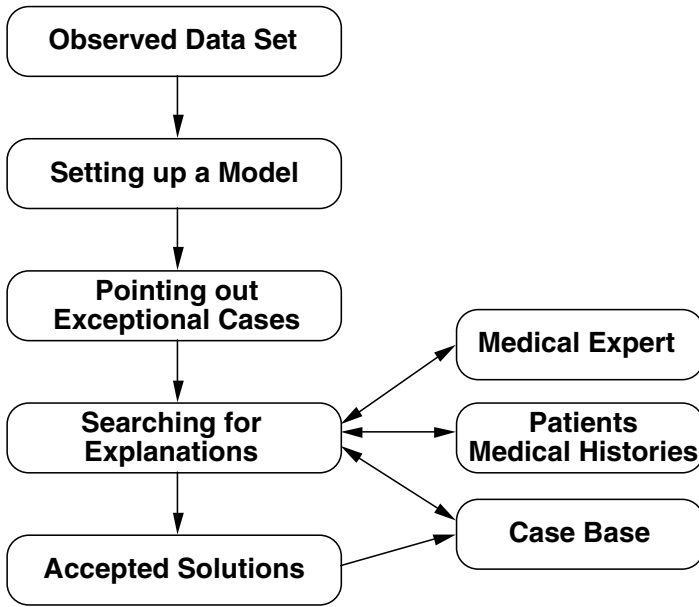 Observed Data Set
Setting up a Model
Pointing out
Exceptional Cases
Medical Expert
Searching for
Explanations
Patients
Medical Histories
Case Base
Accepted Solutions